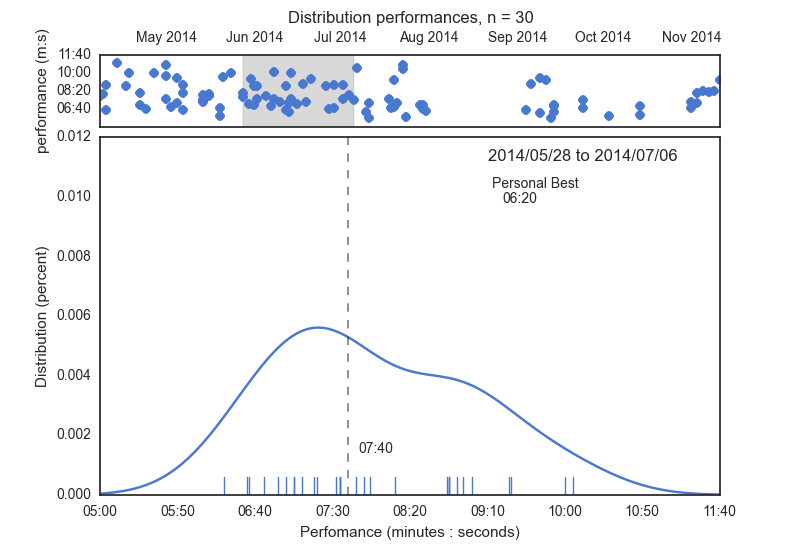 Distribution performances, n = 30
May 2014 Jun 2014 Jul 2014 Aug 2014 Sep 2014 Oct 2014 Nov 2014
performance (m:s)
11:40
10:00
08:20
06:40
Distribution (percent)
0.012
0.010
0.008
0.006
0.004
0.002
0.000
2014/05/28 to 2014/07/06
Personal Best
06:20
07:40
05:00 05:50 06:40 07:30 08:20 09:10 10:00 10:50 11:40
Perfomance (minutes : seconds)